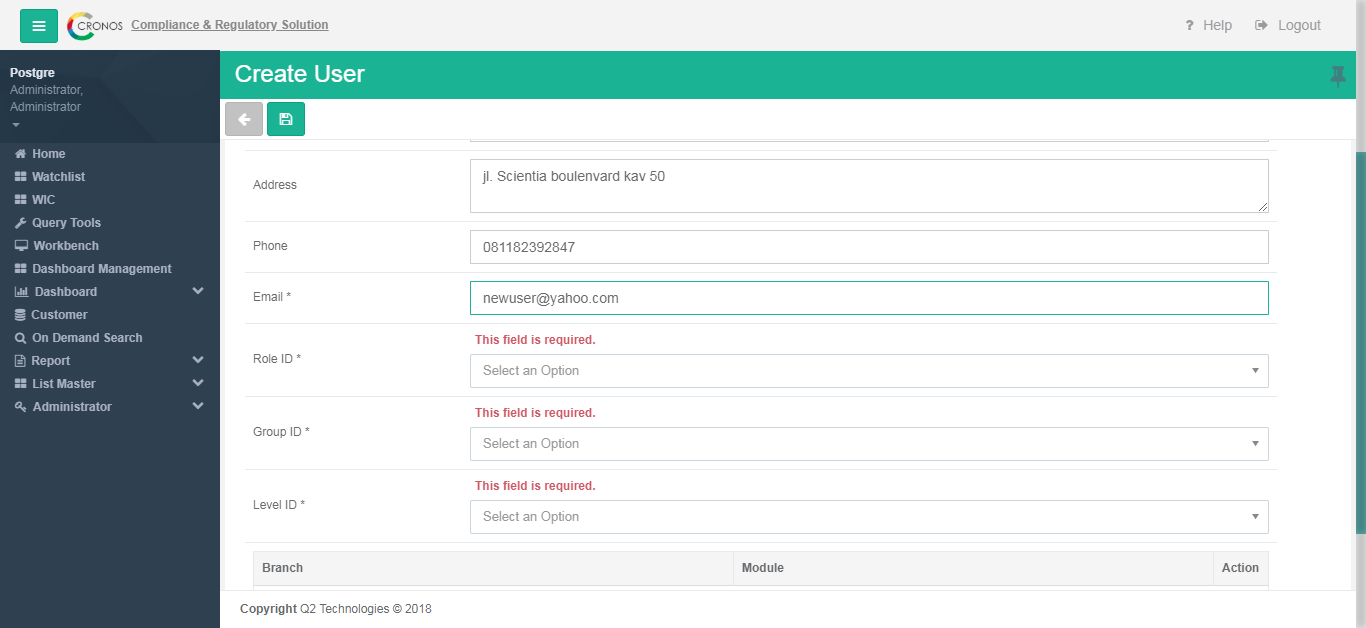 CRONOS Compliance & Regulatory Solution
? Help Logout
Postgre
Administrator,
Administrator
Create User
Home
Watchlist
WIC
Query Tools
Workbench
Dashboard Management
Dashboard
Customer
On Demand Search
Report
List Master
Administrator
Address
jl. Scientia boulenvard kav 50
Phone
081182392847
Email *
newuser@yahoo.com
This field is required.
Role ID *
Select an Option
This field is required.
Group ID *
Select an Option
This field is required.
Level ID *
Select an Option
Branch Module Action
Copyright Q2 Technologies © 2018